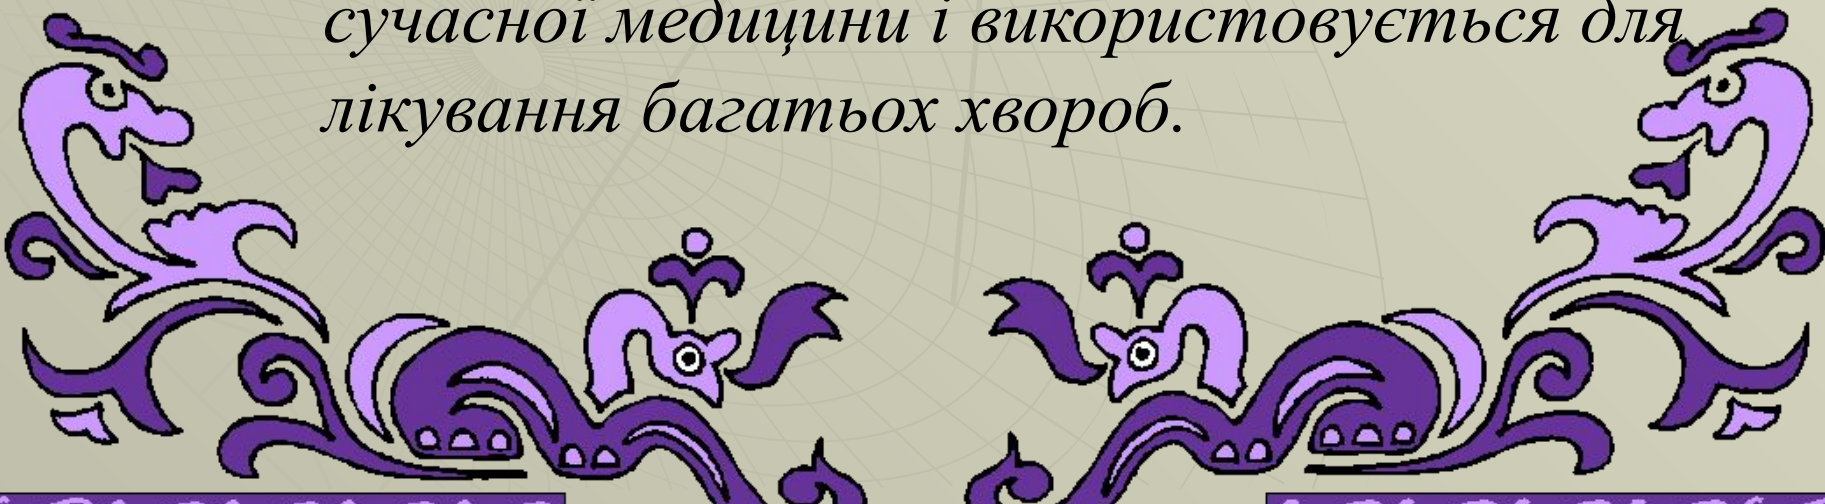 сучасної медицини і використовується для
лікування багатьох хвороб.